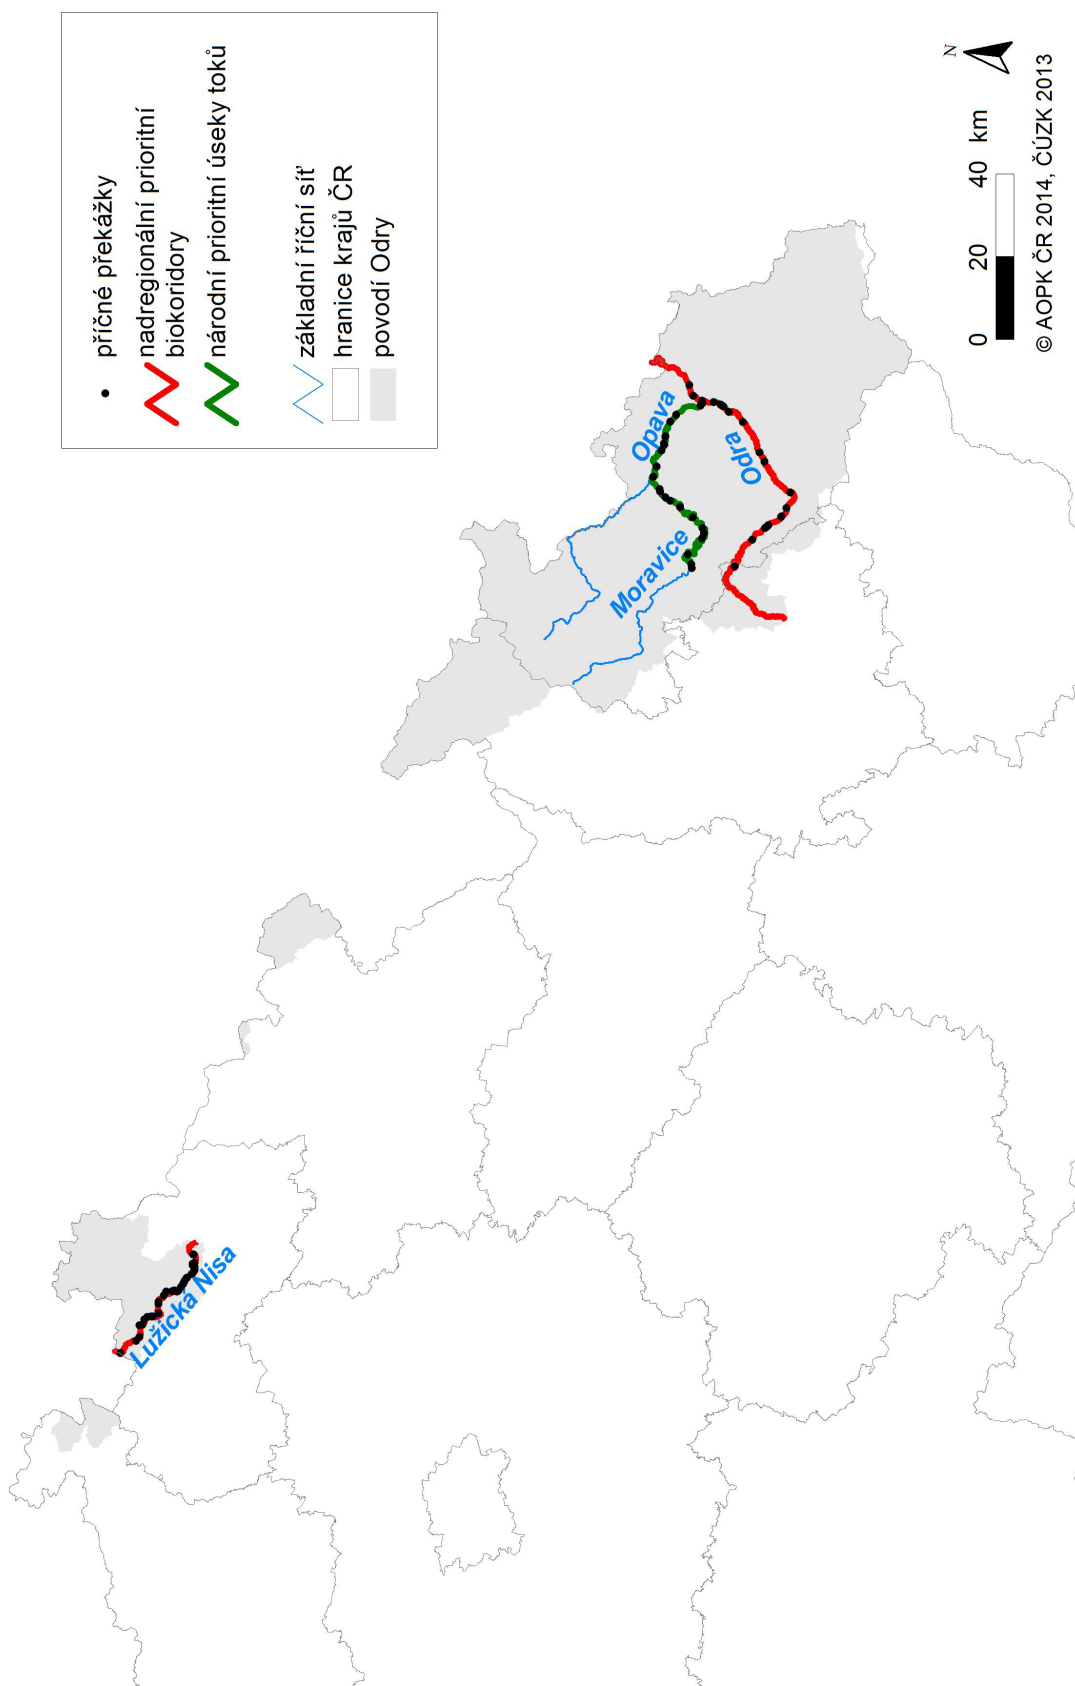 příčné překážky
nadregionální prioritní
biokoridory
národní prioritní úseky toků
základní říční síť
hranice krajů ČR
povodí Odry
Lužická Nisa
Moravice
Opava
Odra
N
0 20 40 km
© AOPK ČR 2014, ČÚZK 2013